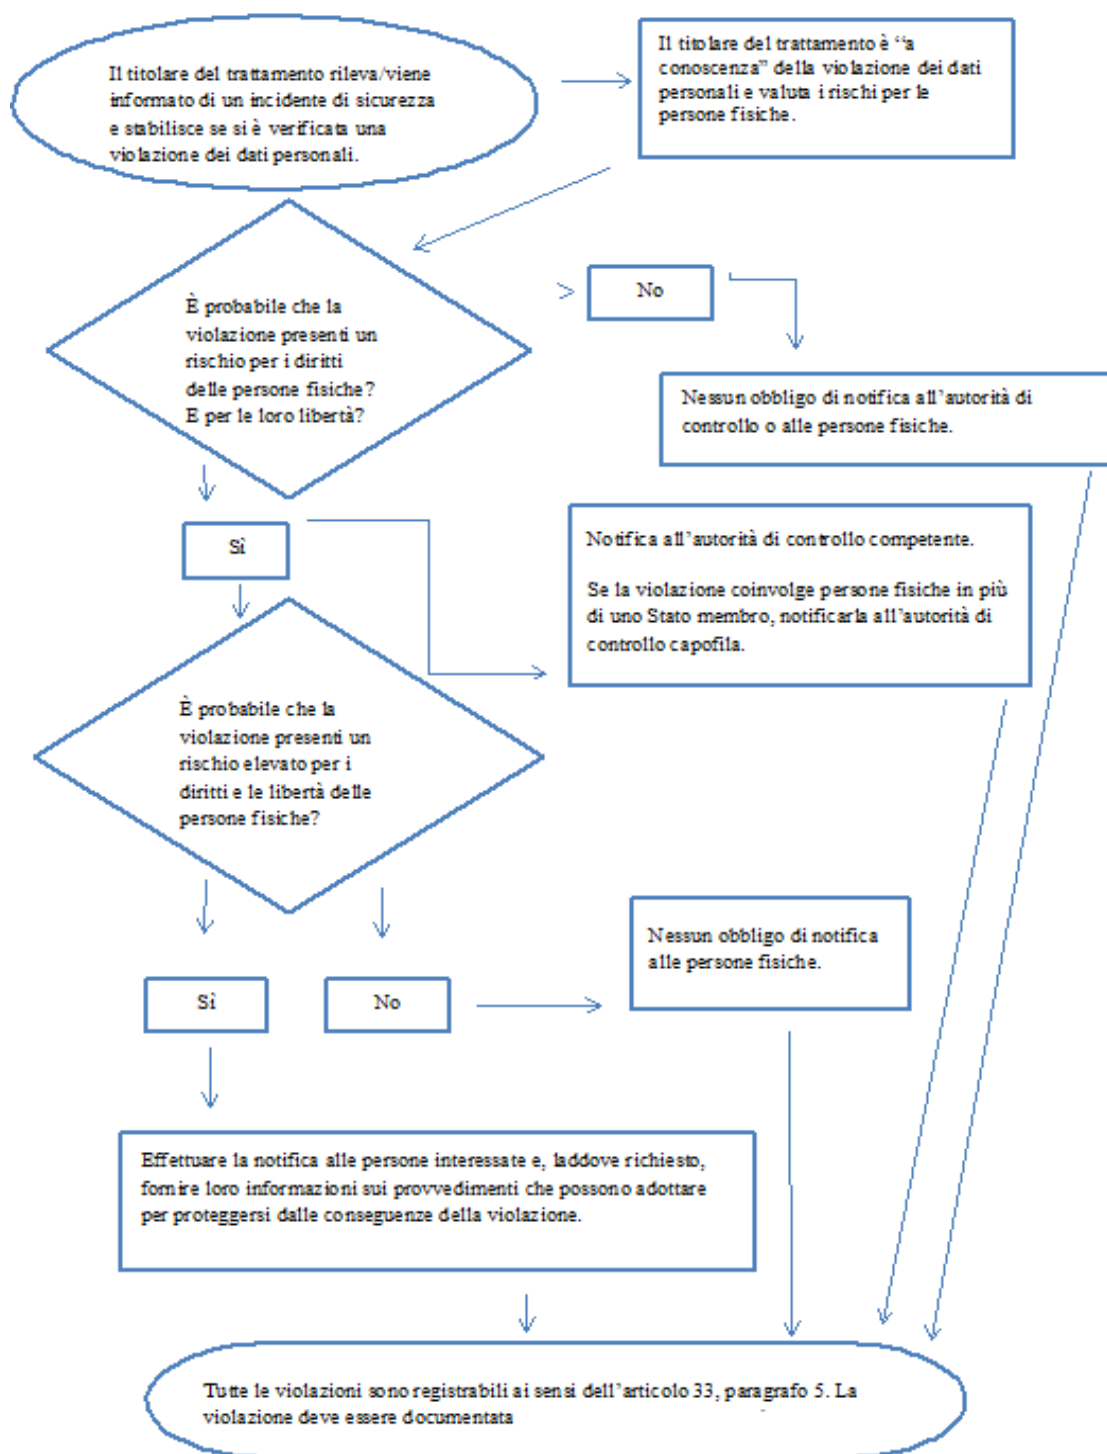 Il titolare del trattamento rileva/viene
informato di un incidente di sicurezza
e stabilisce se si è verificata una
violazione dei dati personali.
Il titolare del trattamento è “a
conoscenza” della violazione dei dati
personali e valuta i rischi per le
persone fisiche.
È probabile che la
violazione presenti un
rischio per i diritti
delle persone fisiche?
E per le loro libertà?
No
Nessun obbligo di notifica all’autorità di
controllo o alle persone fisiche.
Sì
Notifica all’autorità di controllo competente.
Se la violazione coinvolge persone fisiche in più
di uno Stato membro, notificarla all’autorità di
controllo capofila.
È probabile che la
violazione presenti un
rischio elevato per i
diritti e le libertà delle
persone fisiche?
Sì
No
Nessun obbligo di notifica
alle persone fisiche.
Effettuare la notifica alle persone interessate e, laddove richiesto,
fornire loro informazioni sui provvedimenti che possono adottare
per proteggersi dalle conseguenze della violazione.
Tutte le violazioni sono registrabili ai sensi dell’articolo 33, paragrafo 5. La
violazione deve essere documentata